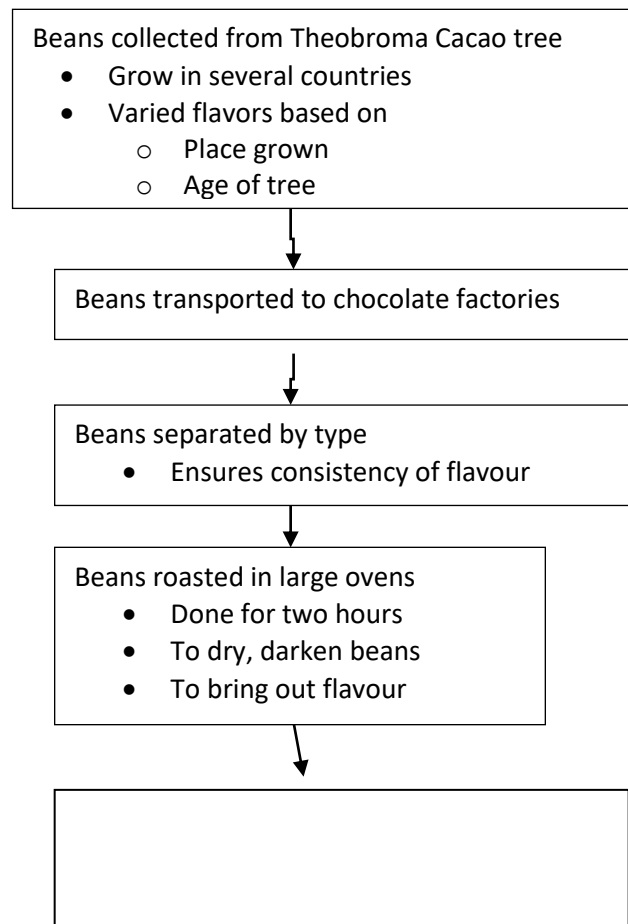 Beans collected from Theobroma Cacao tree
• Grow in several countries
• Varied flavors based on
o Place grown
o Age of tree
Beans transported to chocolate factories
Beans separated by type
• Ensures consistency of flavour
Beans roasted in large ovens
• Done for two hours
• To dry, darken beans
• To bring out flavour